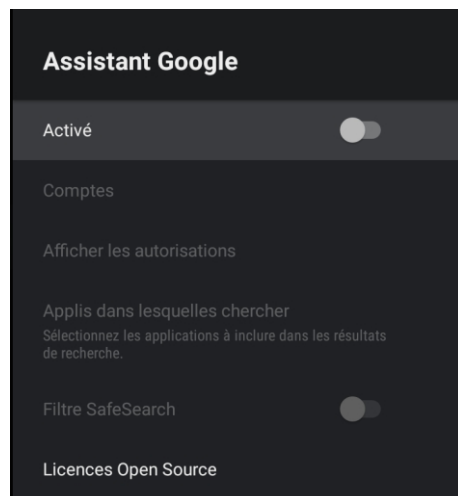 Assistant Google
Activé
Comptes
Afficher les autorisations
Applis dans lesquelles chercher
Sélectionnez les applications à inclure dans les résultats
de recherche.
Filtre SafeSearch
Licences Open Source